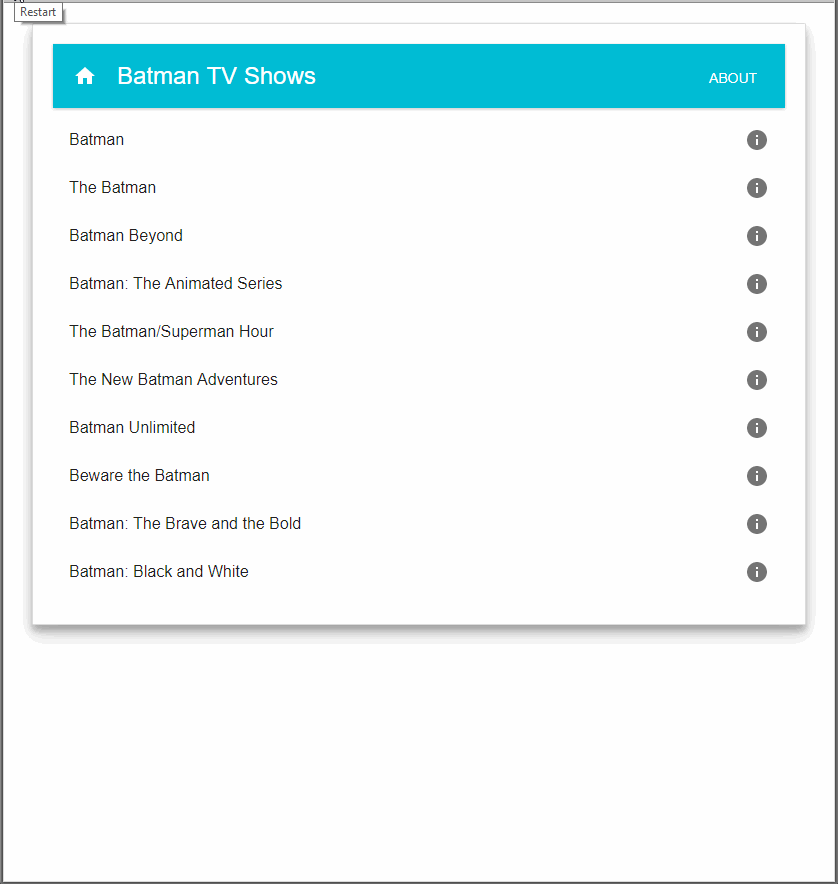 Restart
Batman TV Shows ABOUT
Batman
The Batman
Batman Beyond
Batman: The Animated Series
The Batman/Superman Hour
The New Batman Adventures
Batman Unlimited
Beware the Batman
Batman: The Brave and the Bold
Batman: Black and White